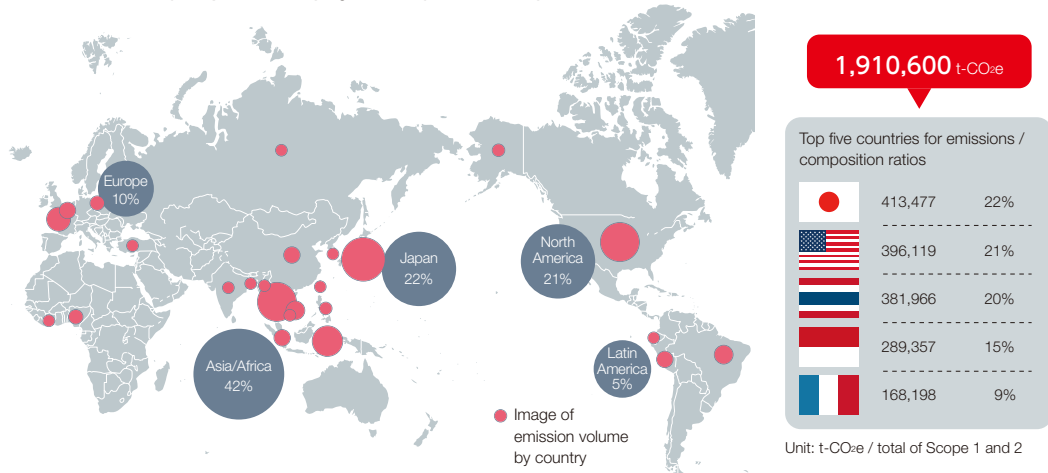 Europe
10%
Japan
22%
North
America
21%
Asia/Africa
42%
Latin
America
5%
Image of
emission volume
by country
1,910,600 t-CO2e
Top five countries for emissions /
composition ratios
413,477 22%
396,119 21%
381,966 20%
289,357 15%
168,198 9%
Unit: t-CO2e / total of Scope 1 and 2